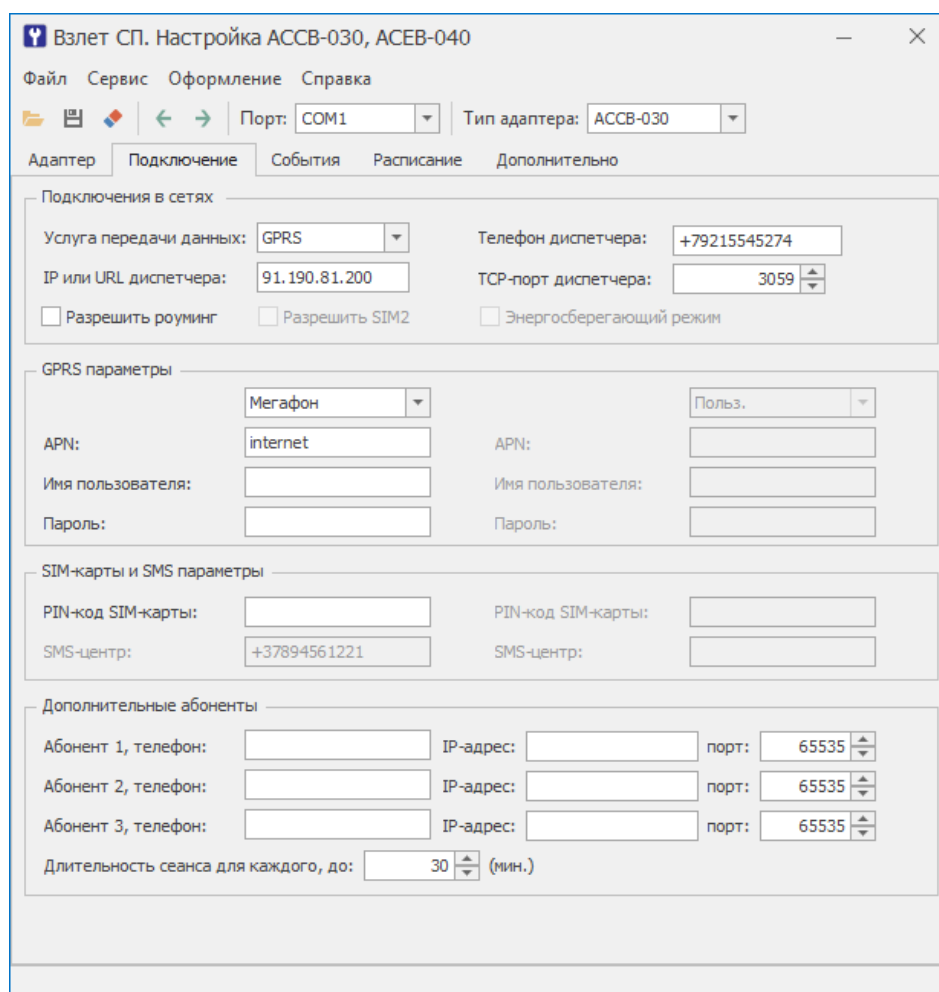 Взлет СП. Настройка АССВ-030, АСЕВ-040
Файл Сервис Оформление Справка
Порт: COM1 Тип адаптера: АССВ-030
Адаптер Подключение События Расписание Дополнительно
Подключения в сетях
Услуга передачи данных: GPRS Телефон диспетчера: +79215545274
IP или URL диспетчера: 91.190.81.200 TCP-порт диспетчера: 3059
Разрешить роуминг Разрешить SIM2 Энергосберегающий режим
GPRS параметры
Мегафон Польз.
APN: internet APN:
Имя пользователя: Имя пользователя:
Пароль: Пароль:
SIM-карты и SMS параметры
PIN-код SIM-карты: PIN-код SIM-карты:
SMS-центр: +37894561221 SMS-центр:
Дополнительные абоненты
Абонент 1, телефон: IP-адрес: порт: 65535
Абонент 2, телефон: IP-адрес: порт: 65535
Абонент 3, телефон: IP-адрес: порт: 65535
Длительность сеанса для каждого, до: 30 (мин.)